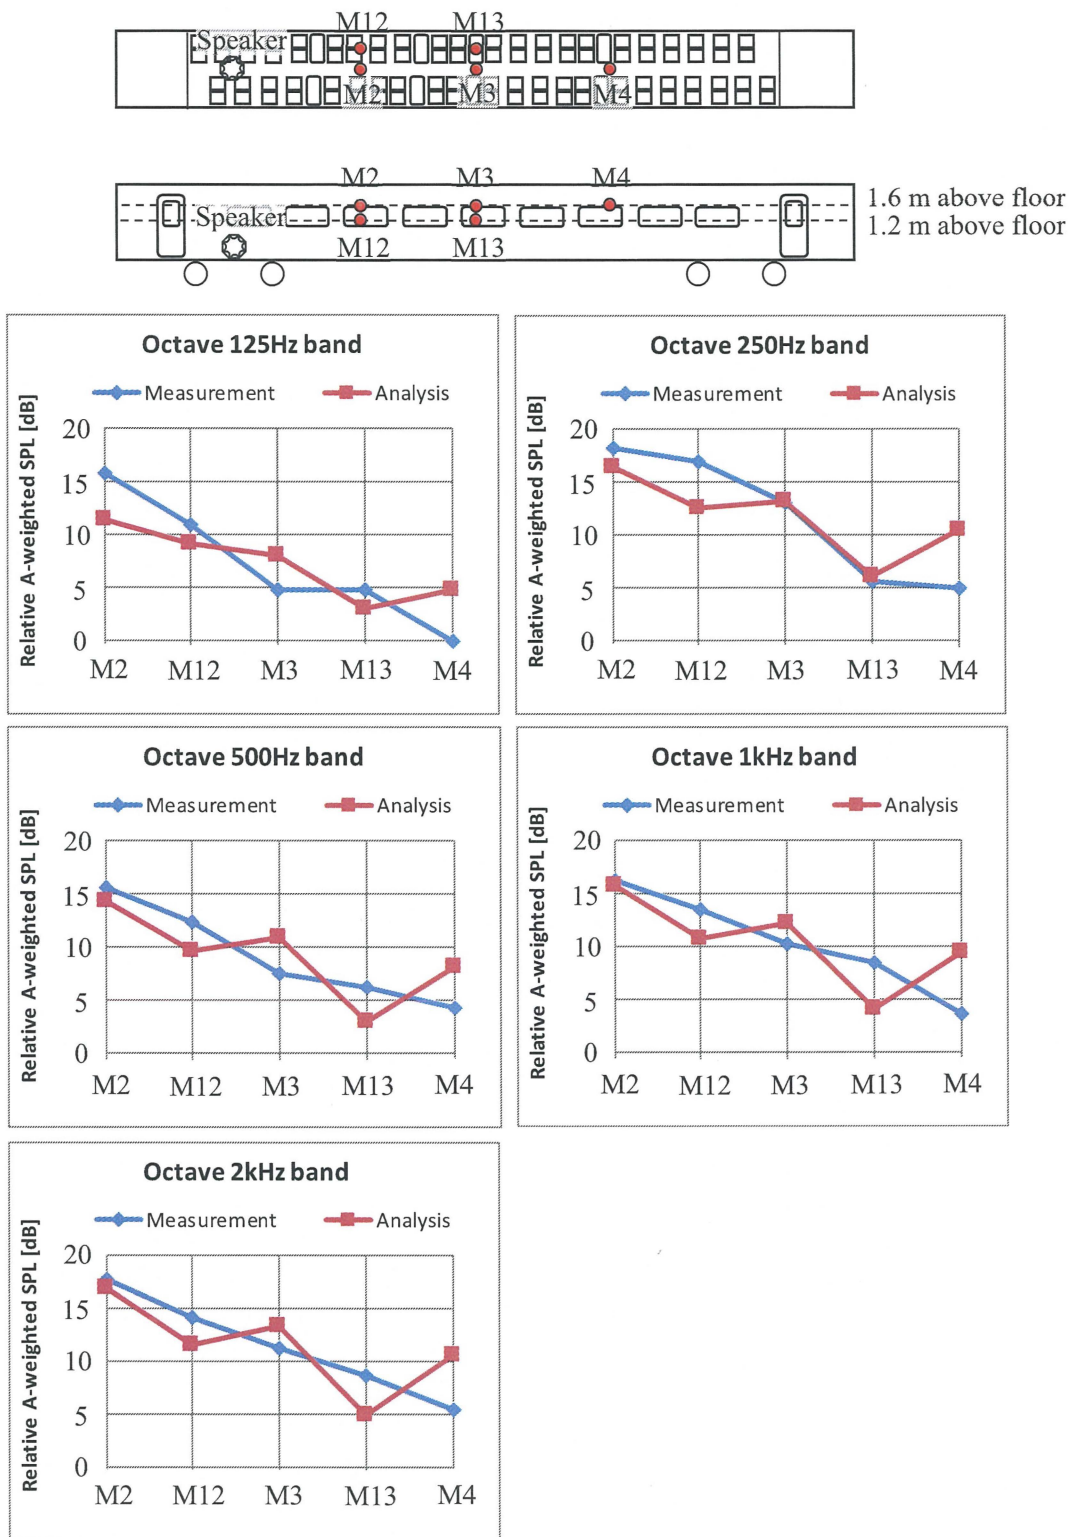 M12 M13
Speaker
M2 M3 M4
M2 M3 M4
1.6 m above floor
Speaker
1.2 m above floor
M12 M13
Octave 125Hz band
Measurement Analysis
Relative A-weighted SPL [dB]
20
15
10
5
0
M2 M12 M3 M13 M4
Octave 250Hz band
Measurement Analysis
Relative A-weighted SPL [dB]
20
15
10
5
0
M2 M12 M3 M13 M4
Octave 500Hz band
Measurement Analysis
Relative A-weighted SPL [dB]
20
15
10
5
0
M2 M12 M3 M13 M4
Octave 1kHz band
Measurement Analysis
Relative A-weighted SPL [dB]
20
15
10
5
0
M2 M12 M3 M13 M4
Octave 2kHz band
Measurement Analysis
Relative A-weighted SPL [dB]
20
15
10
5
0
M2 M12 M3 M13 M4